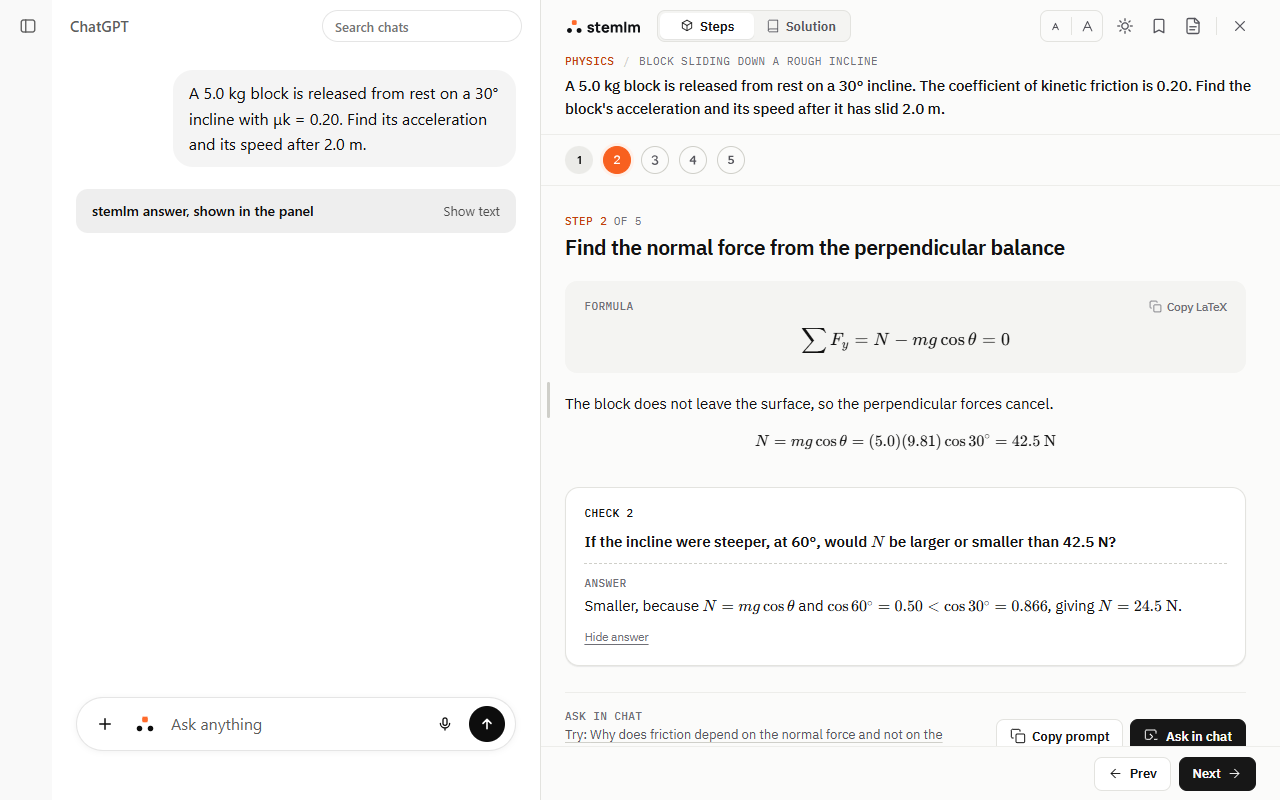 ChatGPT
Search chats
A 5.0 kg block is released from rest on a 30°
incline with μk = 0.20. Find its acceleration
and its speed after 2.0 m.
stemlm answer, shown in the panel
Show text
Ask anything
stemlm
Steps
Solution
A
A
PHYSICS / BLOCK SLIDING DOWN A ROUGH INCLINE
A 5.0 kg block is released from rest on a 30° incline. The coefficient of kinetic friction is 0.20. Find the
block's acceleration and its speed after it has slid 2.0 m.
1 2 3 4 5
STEP 2 OF 5
Find the normal force from the perpendicular balance
FORMULA
Copy LaTeX
∑ F_y = N − mg cos θ = 0
The block does not leave the surface, so the perpendicular forces cancel.
N = mg cos θ = (5.0)(9.81) cos 30° = 42.5 N
CHECK 2
If the incline were steeper, at 60°, would N be larger or smaller than 42.5 N?
ANSWER
Smaller, because N = mg cos θ and cos 60° = 0.50 < cos 30° = 0.866, giving N = 24.5 N.
Hide answer
ASK IN CHAT
Try: Why does friction depend on the normal force and not on the
Copy prompt
Ask in chat
Prev
Next